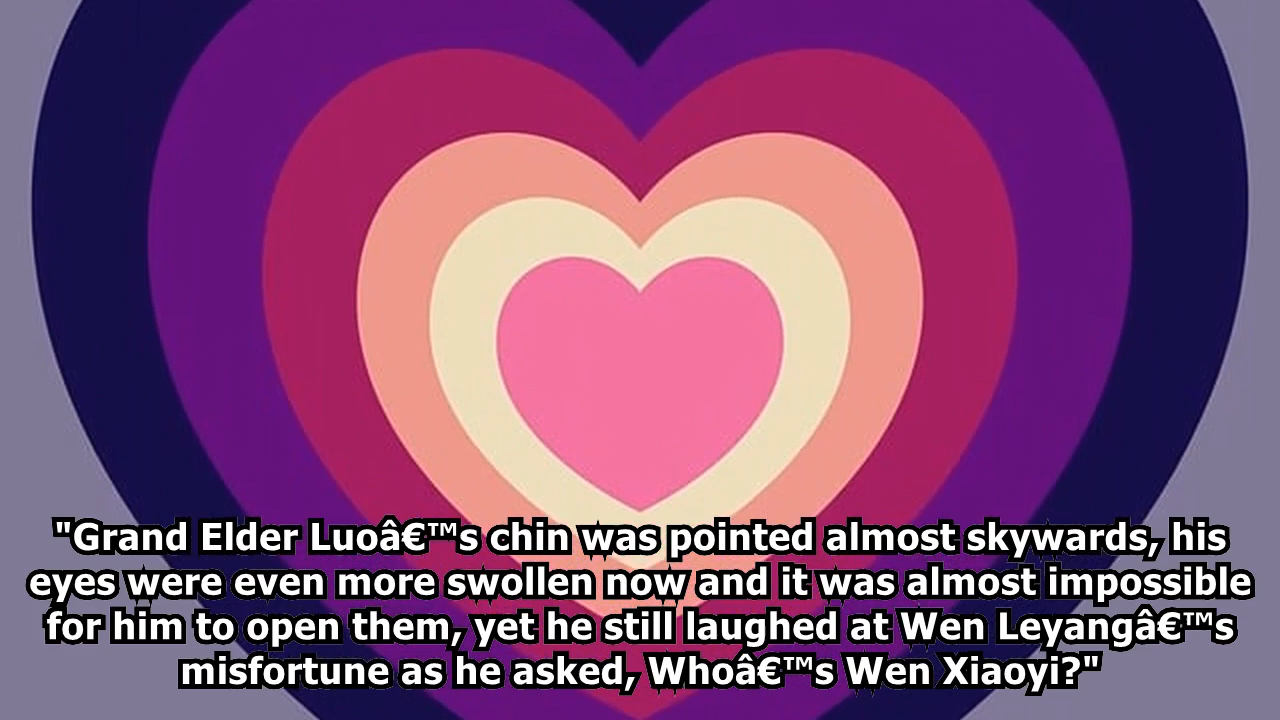 "Grand Elder Luoâ€™s chin was pointed almost skywards, his
eyes were even more swollen now and it was almost impossible
for him to open them, yet he still laughed at Wen Leyangâ€™s
misfortune as he asked, Whoâ€™s Wen Xiaoyi?"